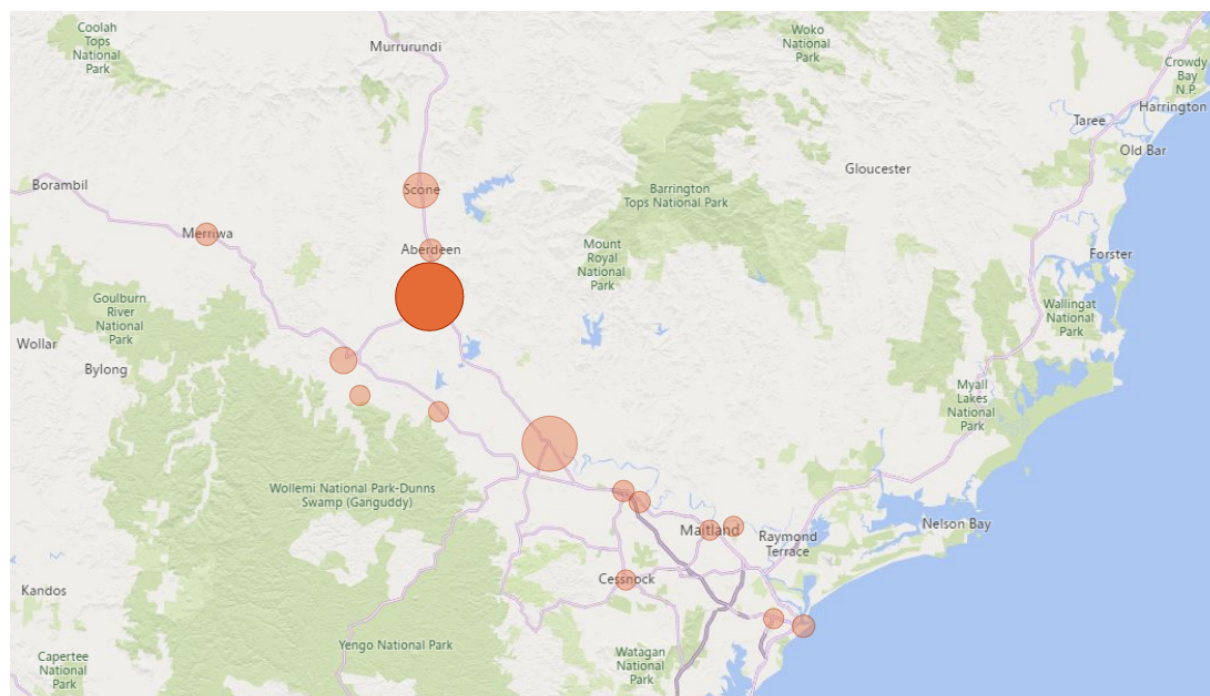 Coolah
Tops
National
Park
Murrurundi
Woko
National
Park
Crowdy
Bay
N.P.
Harrington
Taree
Old Bar
Gloucester
Borambil
Scone
Barrington
Tops National Park
Merriwa
Aberdeen
Mount
Royal
National
Park
Forster
Goulburn
River
National
Park
Wallingat
National
Park
Wollar
Bylong
Myall
Lakes
National
Park
Wollemi National Park-Dunns
Swamp (Ganguddy)
Nelson Bay
Maitland
Raymond
Terrace
Cessnock
Kandos
Yengo National Park
Watagan
National
Park
Capertee
National
Park